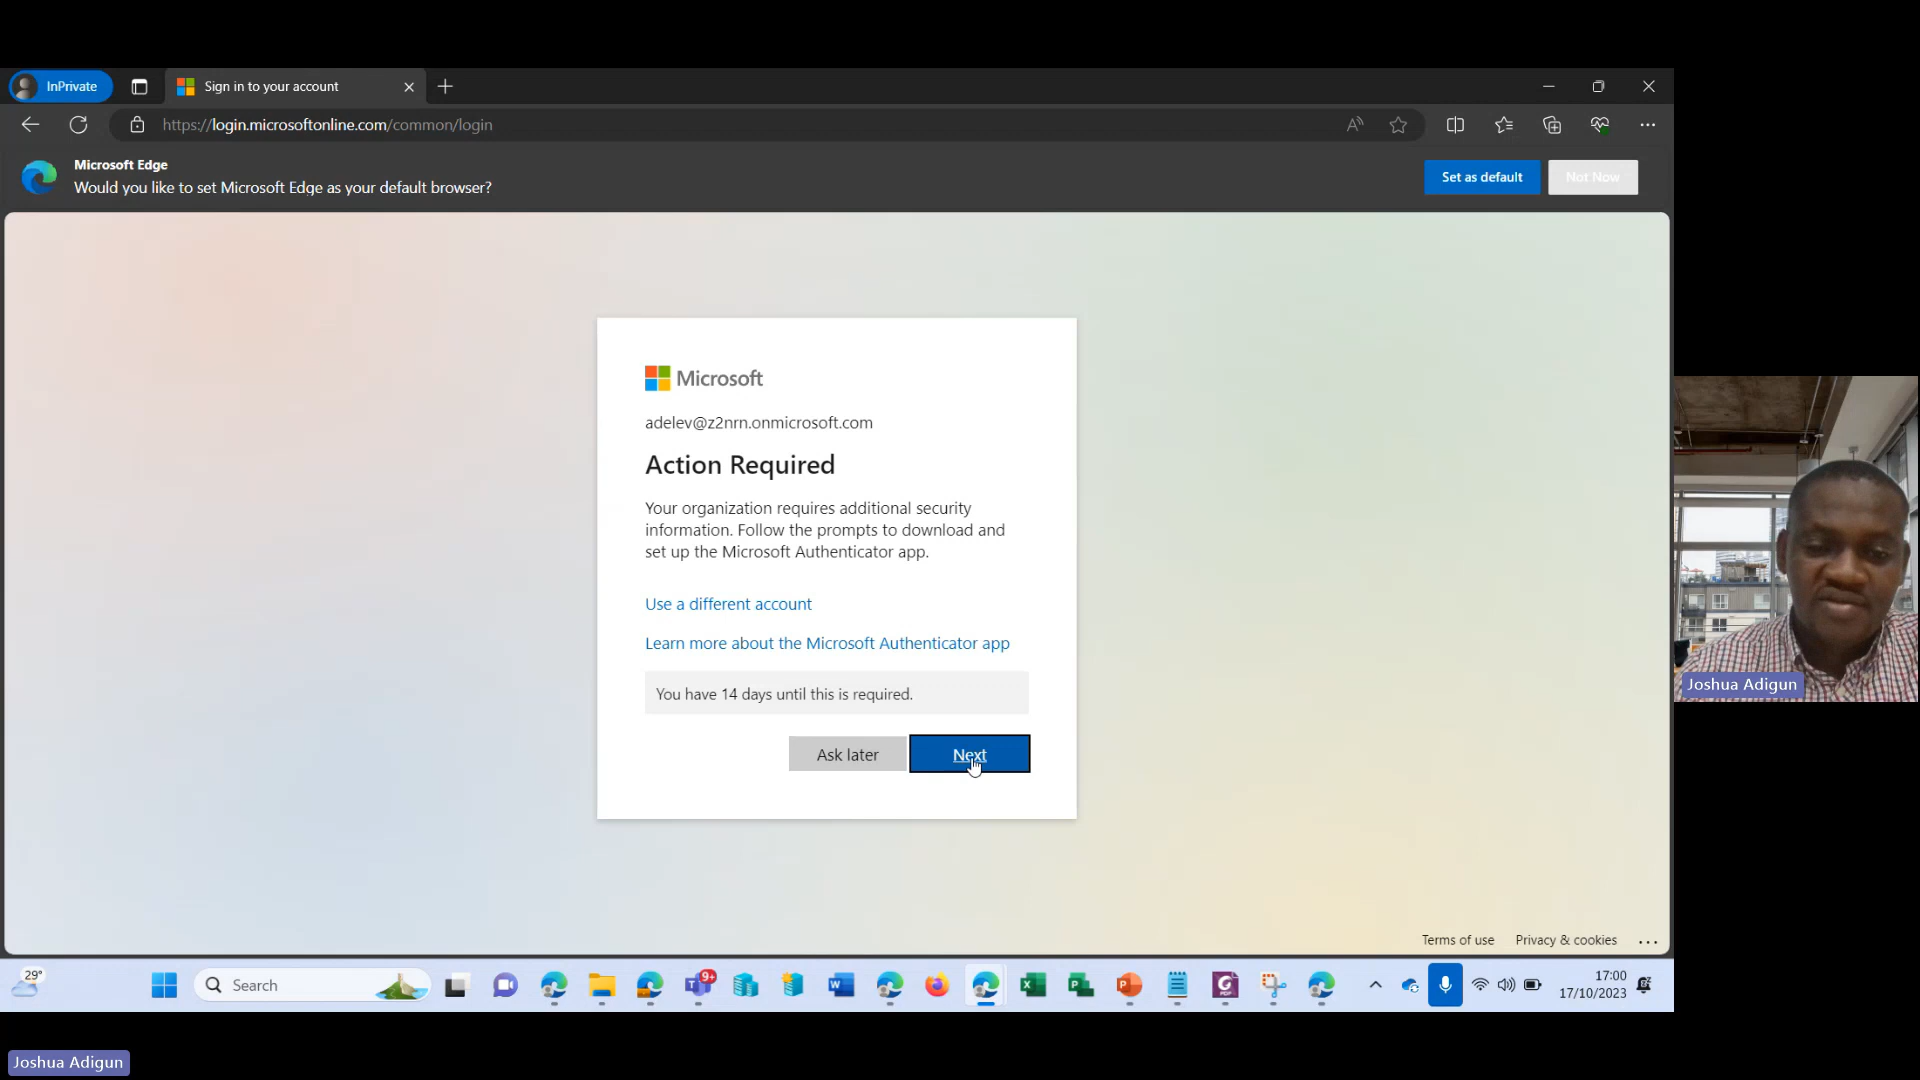 InPrivate
Sign in to your account
https://login.microsoftonline.com/common/login
Microsoft Edge
Would you like to set Microsoft Edge as your default browser?
Set as default
Not Now
Microsoft
adelev@z2nrn.onmicrosoft.com
Action Required
Your organization requires additional security
information. Follow the prompts to download and
set up the Microsoft Authenticator app.
Use a different account
Learn more about the Microsoft Authenticator app
You have 14 days until this is required.
Ask later
Next
Joshua Adigun
Terms of use
Privacy & cookies
29°
Search
9+
17:00
17/10/2023
Joshua Adigun